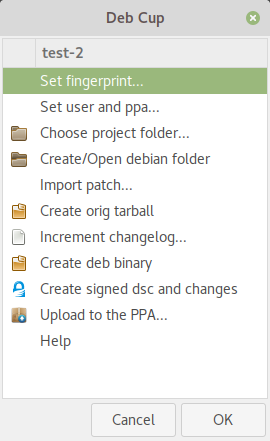 Deb Cup
test-2
Set fingerprint...
Set user and ppa...
Choose project folder...
Create/Open debian folder
Import patch...
Create orig tarball
Increment changelog...
Create deb binary
Create signed dsc and changes
Upload to the PPA...
Help
Cancel
OK